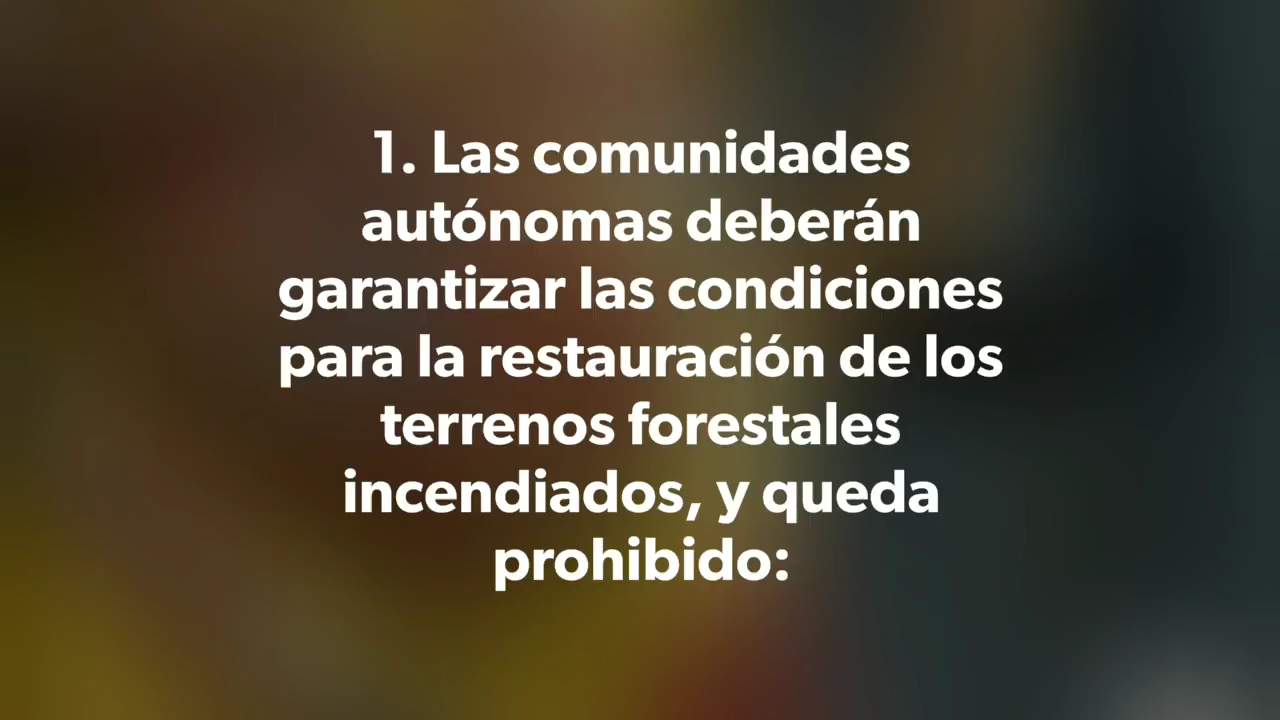 1. Las comunidades
autónomas deberán
garantizar las condiciones
para la restauración de los
terrenos forestales
incendiados, y queda
prohibido: